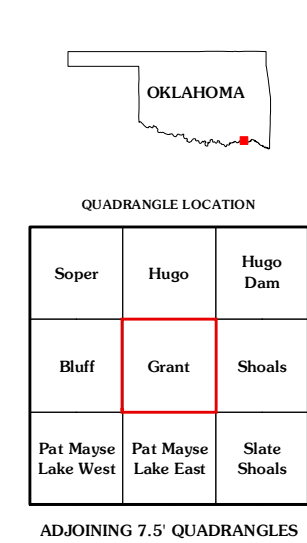 OKLAHOMA
QUADRANGLE LOCATION
Soper
Hugo
Hugo
Dam
Bluff
Grant
Shoals
Pat Mayse
Lake West
Pat Mayse
Lake East
Slate
Shoals
ADJOINING 7.5' QUADRANGLES